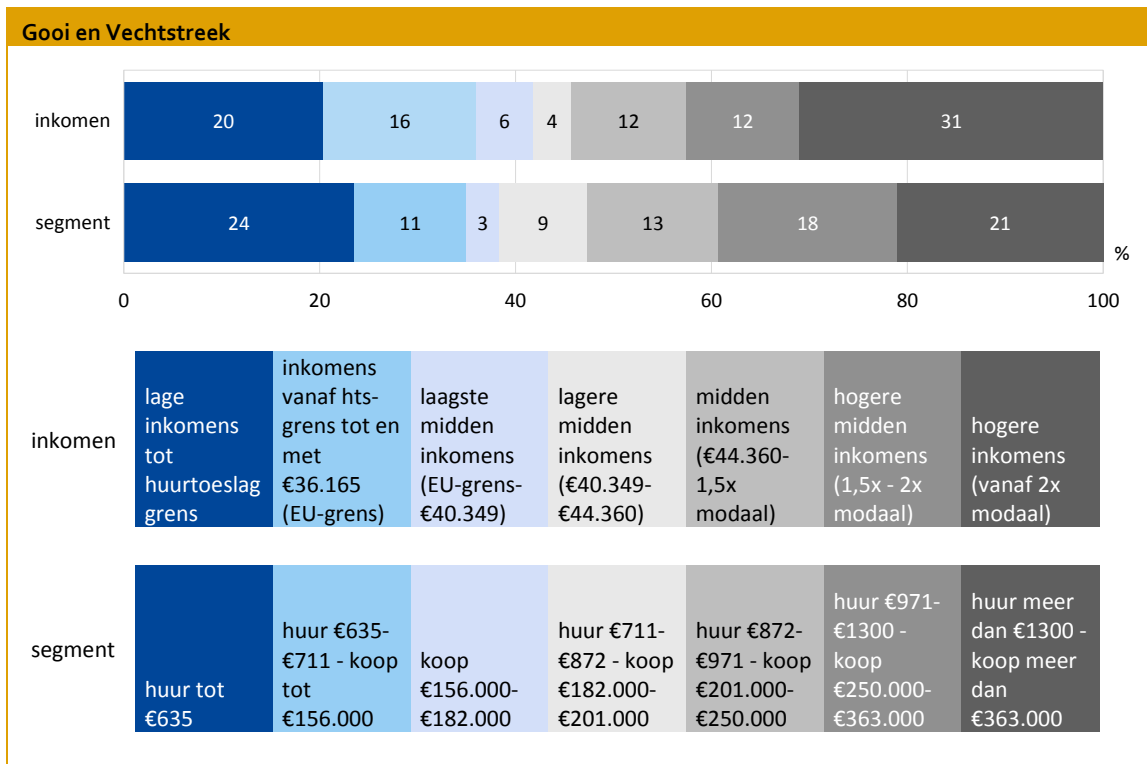 Gooi en Vechtstreek
inkomen
20 16 6 4 12 12 31
segment
24 11 3 9 13 18 21
%
0 20 40 60 80 100
inkomen
lage
inkomens
tot
huurtoeslag
grens
inkomens
vanaf hts-
grens tot en
met
€36.165
(EU-grens)
laagste
midden
inkomens
(EU-grens-
€40.349)
lagere
midden
inkomens
(€40.349-
€44.360)
midden
inkomens
(€44.360-
1,5x
modaal)
hogere
midden
inkomens
(1,5x - 2x
modaal)
hogere
inkomens
(vanaf 2x
modaal)
segment
huur tot
€635
huur €635-
€711 - koop
tot
€156.000
koop
€156.000-
€182.000
huur €711-
€872 - koop
€182.000-
€201.000
huur €872-
€971 - koop
€201.000-
€250.000
huur €971-
€1300 -
koop
€250.000-
€363.000
huur meer
dan €1300 -
koop meer
dan
€363.000